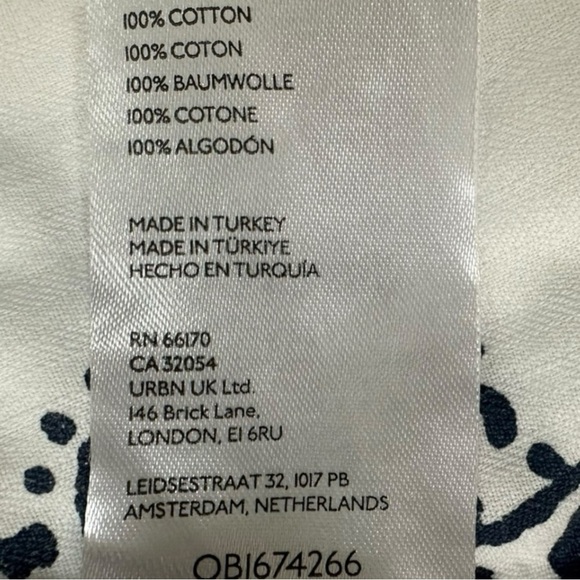 100% COTTON
100% COTON
100% BAUMWOLLE
100% COTONE
100% ALGODÓN
MADE IN TURKEY
MADE IN TÜRKIYE
HECHO EN TURQUÍA
RN 66170
CA 32054
URBN UK Ltd.
146 Brick Lane,
LONDON, E1 6RU
LEIDSESTRAAT 32, 1017 PB
AMSTERDAM, NETHERLANDS
OB1674266